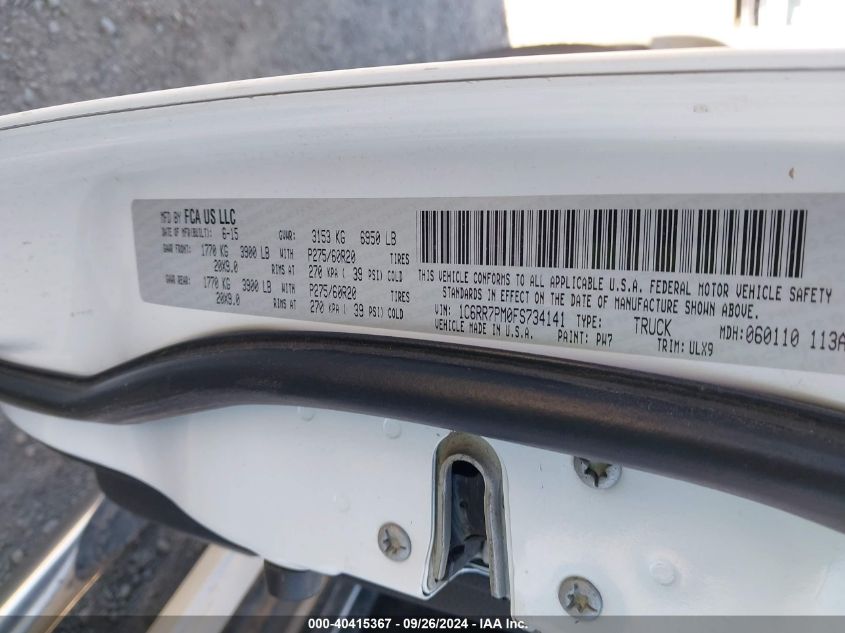 MFD BY FCA US LLC
DATE OF MFR(BUILT): 6-15 GVWR: 3153 KG 6950 LB
GAWR FRONT: 1770 KG 3900 LB P275/60R20 TIRES
20X9.0 RIMS AT 270 KPA ( 39 PSI) COLD
GAWR REAR: 1770 KG 3900 LB P275/60R20 TIRES
20X9.0 RIMS AT 270 KPA ( 39 PSI) COLD
THIS VEHICLE CONFORMS TO ALL APPLICABLE U.S.A. FEDERAL MOTOR VEHICLE SAFETY
STANDARDS IN EFFECT ON THE DATE OF MANUFACTURE SHOWN ABOVE.
VIN: 1C6RR7PM0FS734141 TYPE: TRUCK MDH:060110 113A
VEHICLE MADE IN U.S.A. PAINT: PW7 TRIM: ULX9
000-40415367 - 09/26/2024 - IAA Inc.